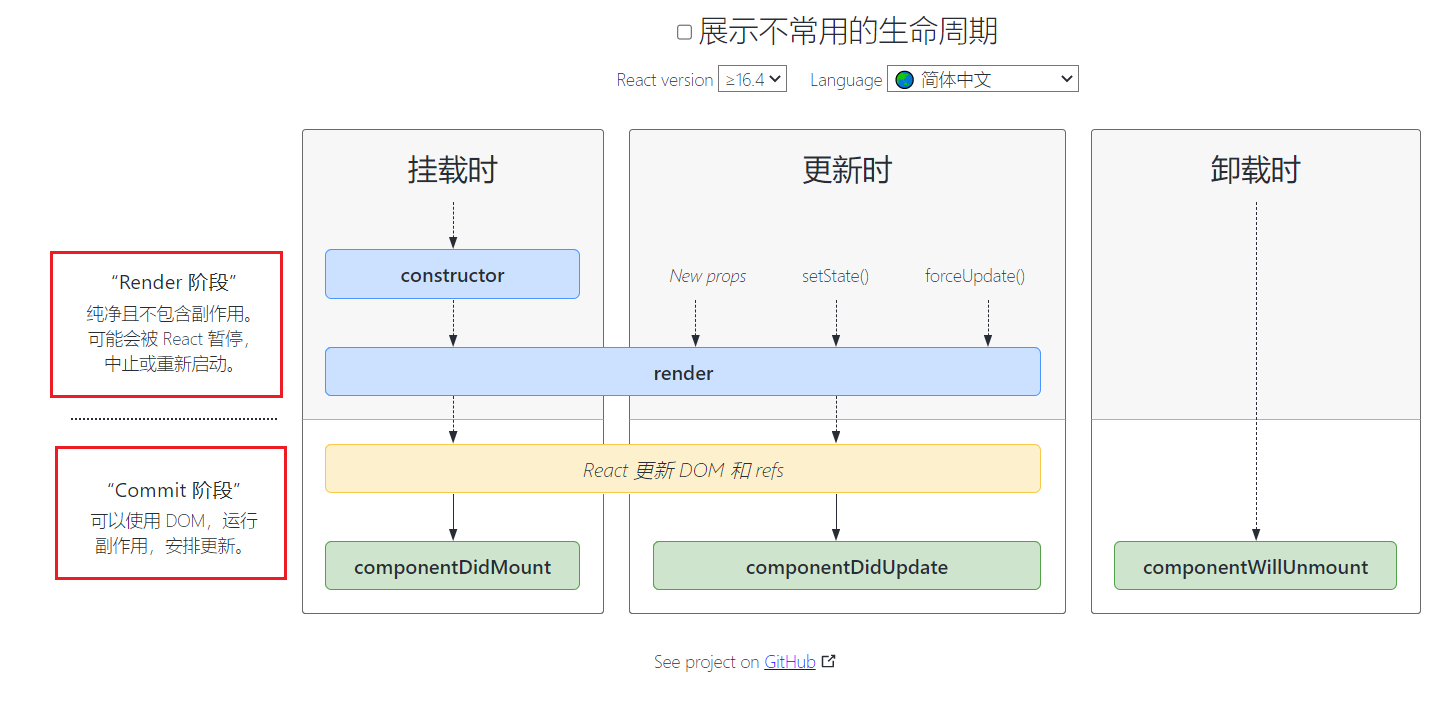 展示不常用的生命周期
React version ≥16.4 Language 简体中文
挂载时
更新时
卸载时
“Render 阶段”
纯净且不包含副作用。
可能会被 React 暂停，
中止或重新启动。
constructor
New props
setState()
forceUpdate()
render
“Commit 阶段”
可以使用 DOM，运行
副作用，安排更新。
React 更新 DOM 和 refs
componentDidMount
componentDidUpdate
componentWillUnmount
See project on GitHub